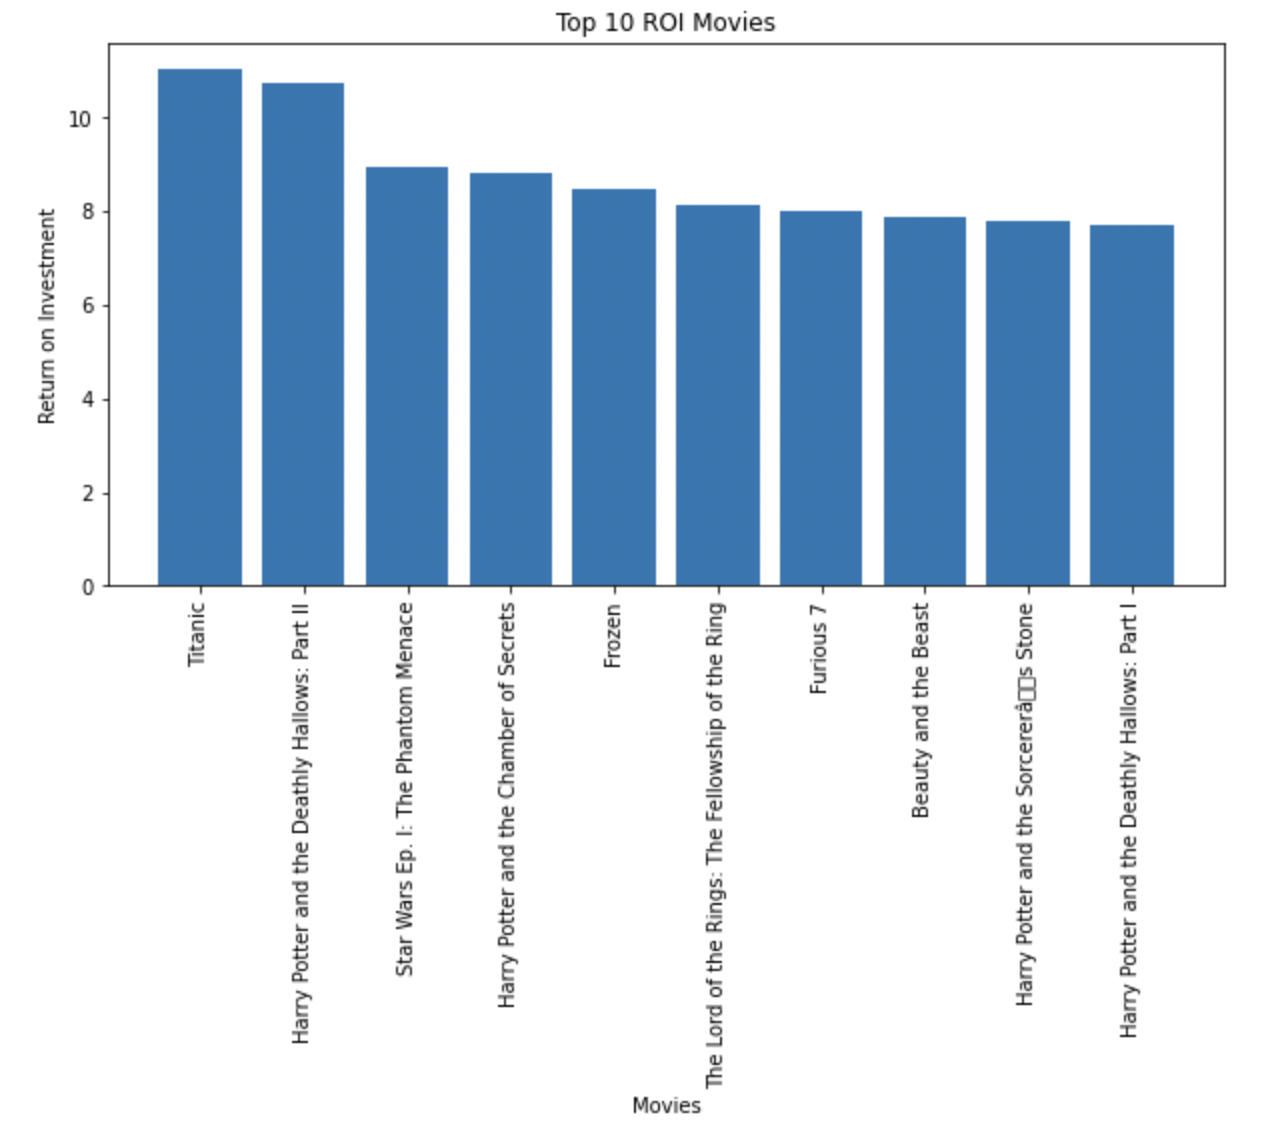 Top 10 ROI Movies
Return on Investment
10
8
6
4
2
0
Titanic
Harry Potter and the Deathly Hallows: Part II
Star Wars Ep. I: The Phantom Menace
Harry Potter and the Chamber of Secrets
Frozen
The Lord of the Rings: The Fellowship of the Ring
Furious 7
Beauty and the Beast
Harry Potter and the Sorcererâ□□s Stone
Harry Potter and the Deathly Hallows: Part I
Movies